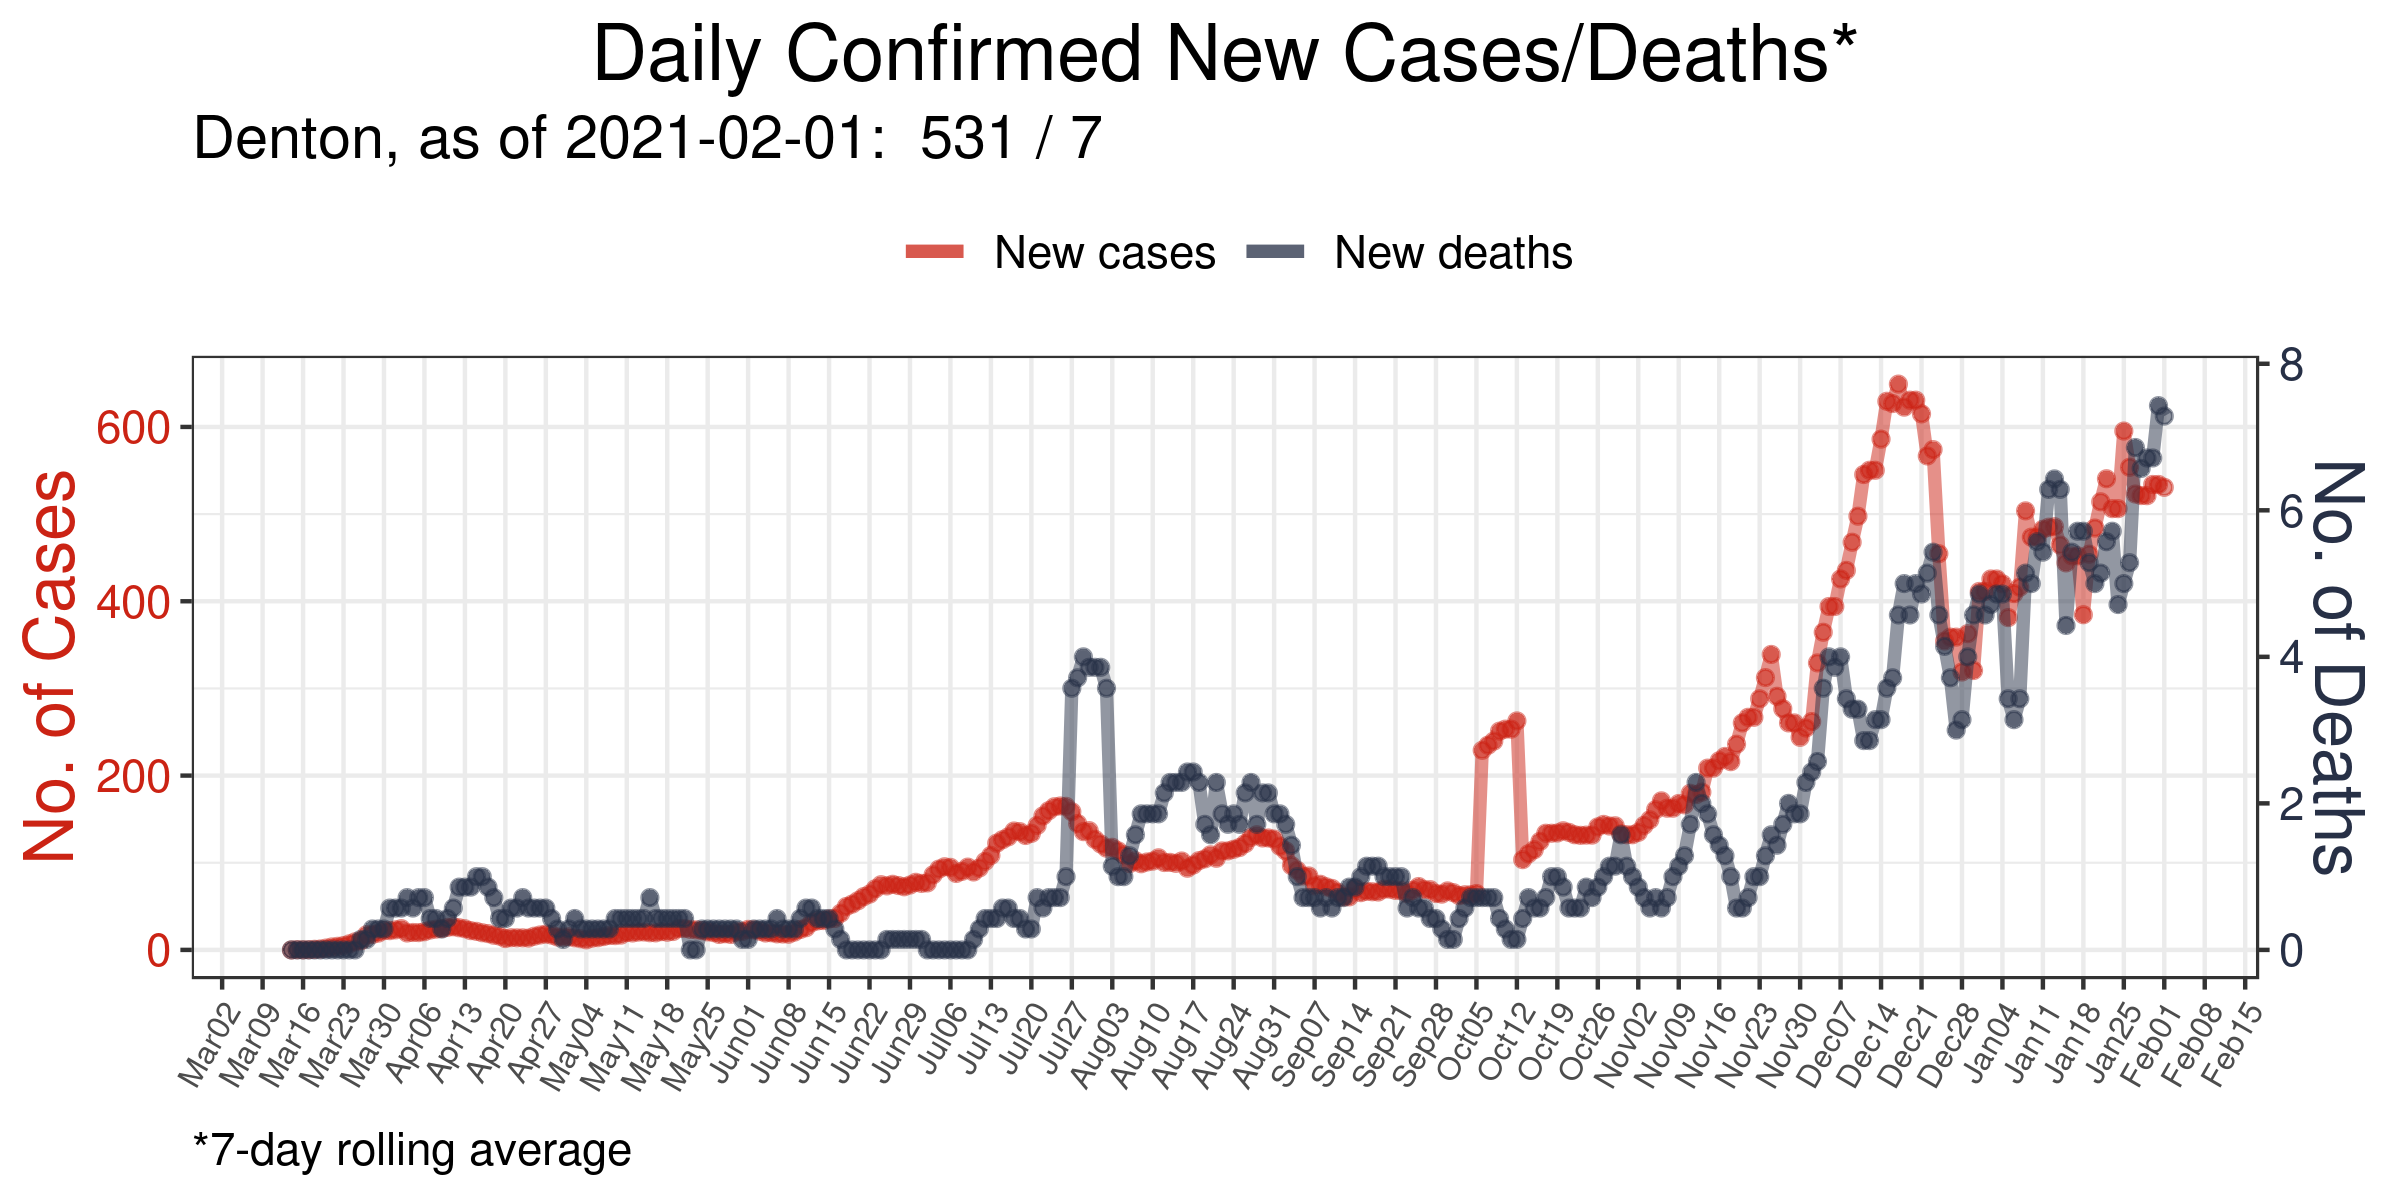 Daily Confirmed New Cases/Deaths*
Denton, as of 2021-02-01:  531 / 7
New cases
New deaths
No. of Cases
600
400
200
0
8
6
4
2
0
No. of Deaths
Mar02
Mar09
Mar16
Mar23
Mar30
Apr06
Apr13
Apr20
Apr27
May04
May11
May18
May25
Jun01
Jun08
Jun15
Jun22
Jun29
Jul06
Jul13
Jul20
Jul27
Aug03
Aug10
Aug17
Aug24
Aug31
Sep07
Sep14
Sep21
Sep28
Oct05
Oct12
Oct19
Oct26
Nov02
Nov09
Nov16
Nov23
Nov30
Dec07
Dec14
Dec21
Dec28
Jan04
Jan11
Jan18
Jan25
Feb01
Feb08
Feb15
*7-day rolling average